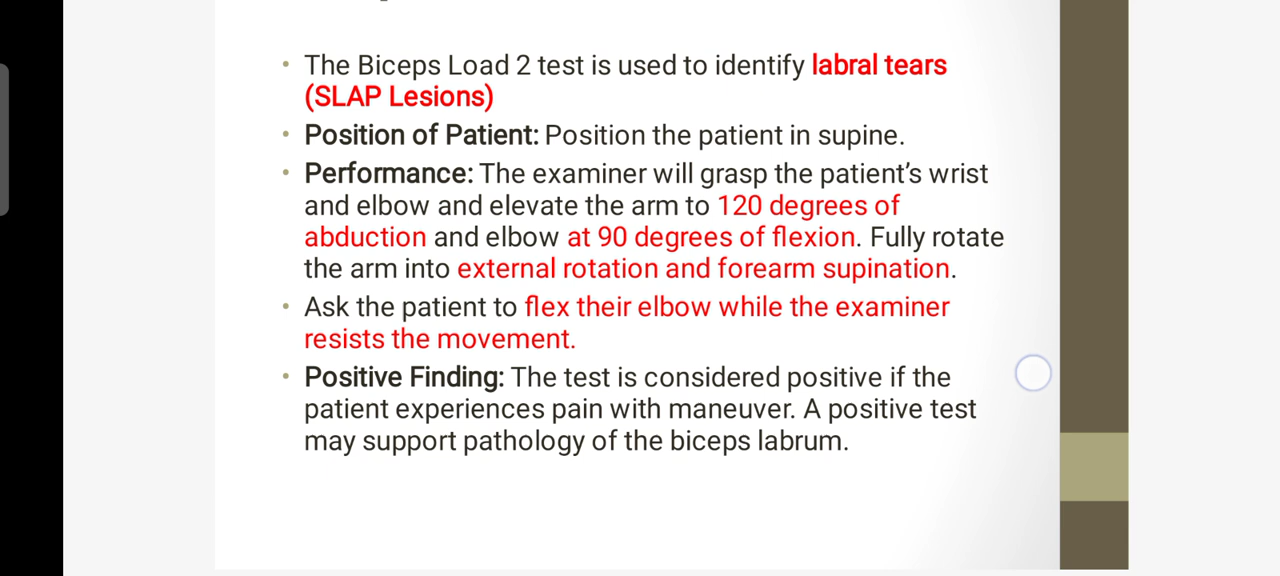 • The Biceps Load 2 test is used to identify labral tears
(SLAP Lesions)
• Position of Patient: Position the patient in supine.
• Performance: The examiner will grasp the patient’s wrist
and elbow and elevate the arm to 120 degrees of
abduction and elbow at 90 degrees of flexion. Fully rotate
the arm into external rotation and forearm supination.
• Ask the patient to flex their elbow while the examiner
resists the movement.
• Positive Finding: The test is considered positive if the
patient experiences pain with maneuver. A positive test
may support pathology of the biceps labrum.